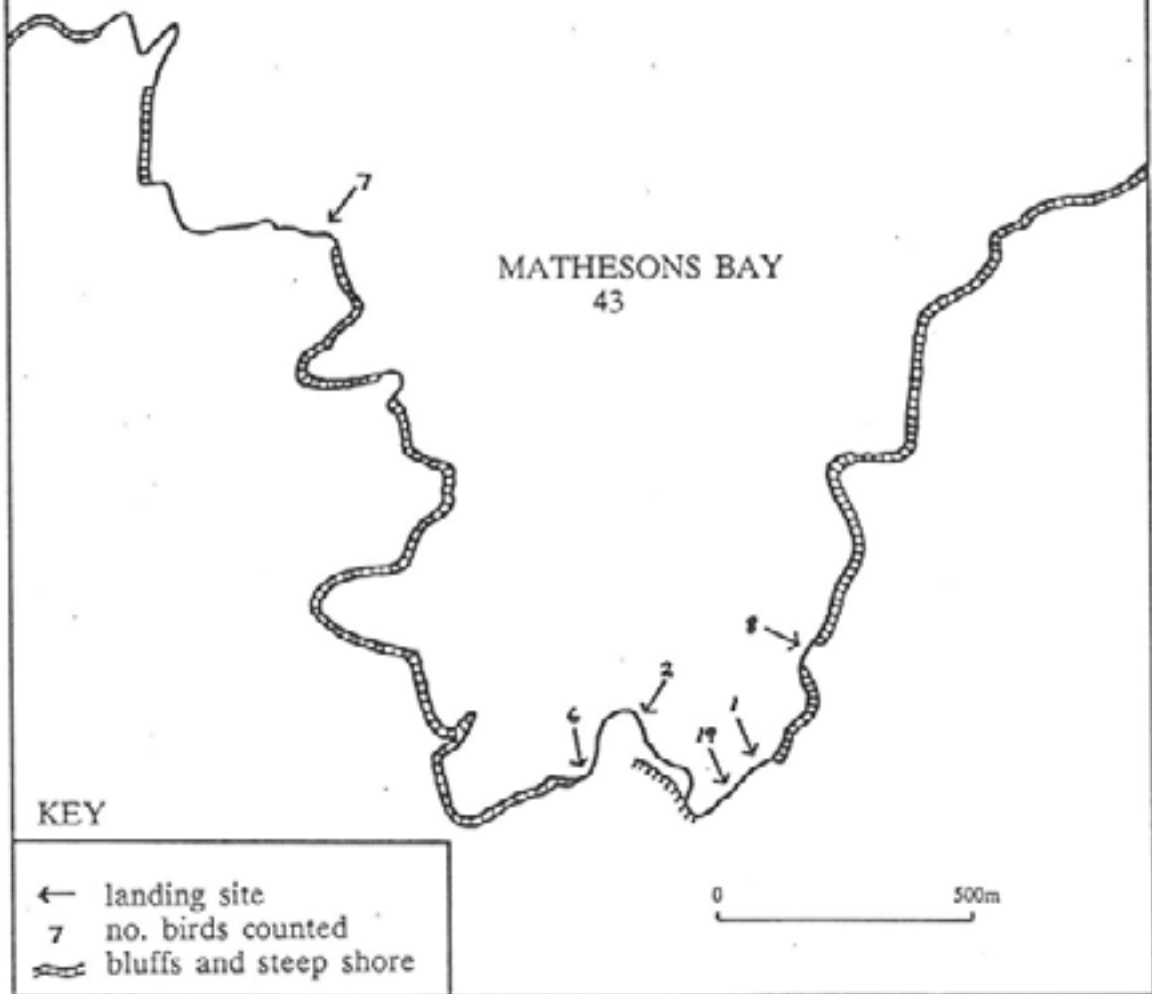 7
MATHESONS BAY
43
8
2
6
1
19
KEY
0 500m
← landing site
7 no. birds counted
bluffs and steep shore